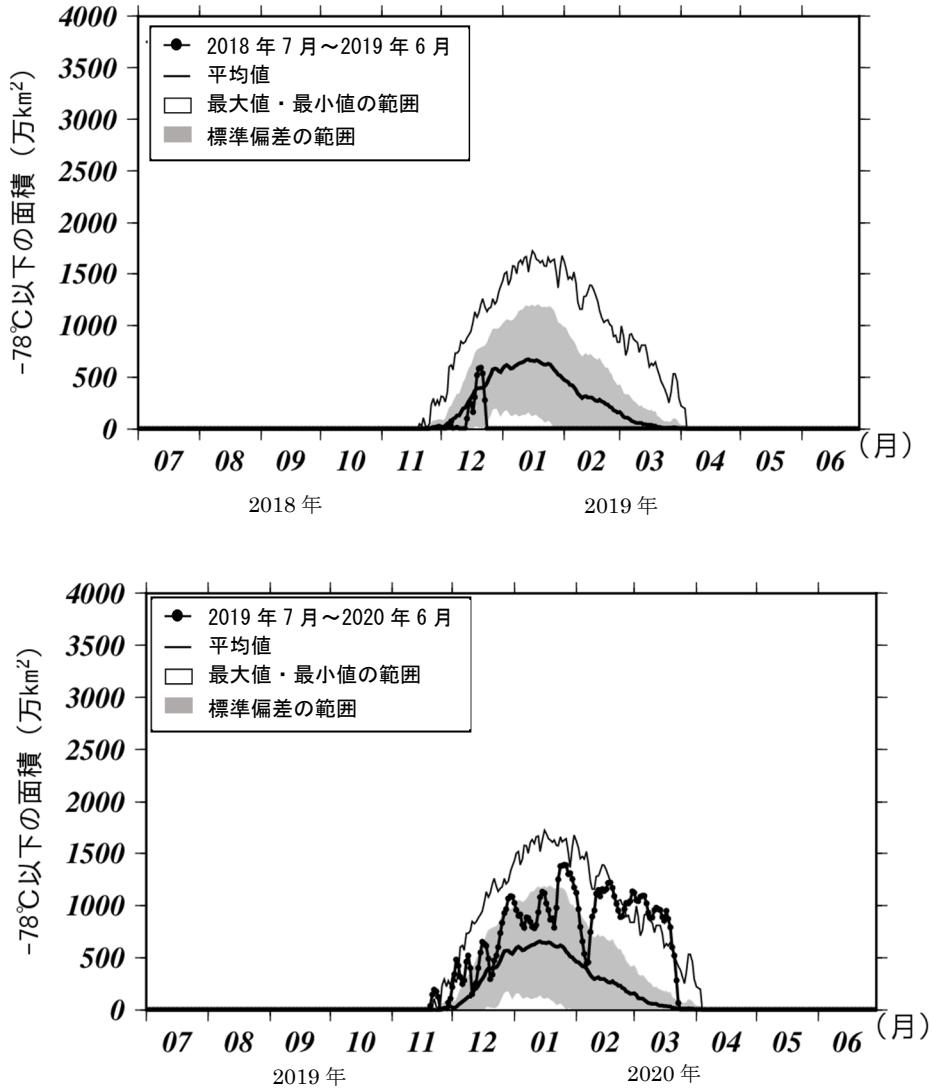 4000
3500
3000
2500
2000
1500
1000
500
0
-78℃以下の面積（万km²）
2018 年 7 月～2019 年 6 月
平均値
最大値・最小値の範囲
標準偏差の範囲
07 08 09 10 11 12 01 02 03 04 05 06 （月）
2018 年 2019 年
4000
3500
3000
2500
2000
1500
1000
500
0
-78℃以下の面積（万km²）
2019 年 7 月～2020 年 6 月
平均値
最大値・最小値の範囲
標準偏差の範囲
07 08 09 10 11 12 01 02 03 04 05 06 （月）
2019 年 2020 年